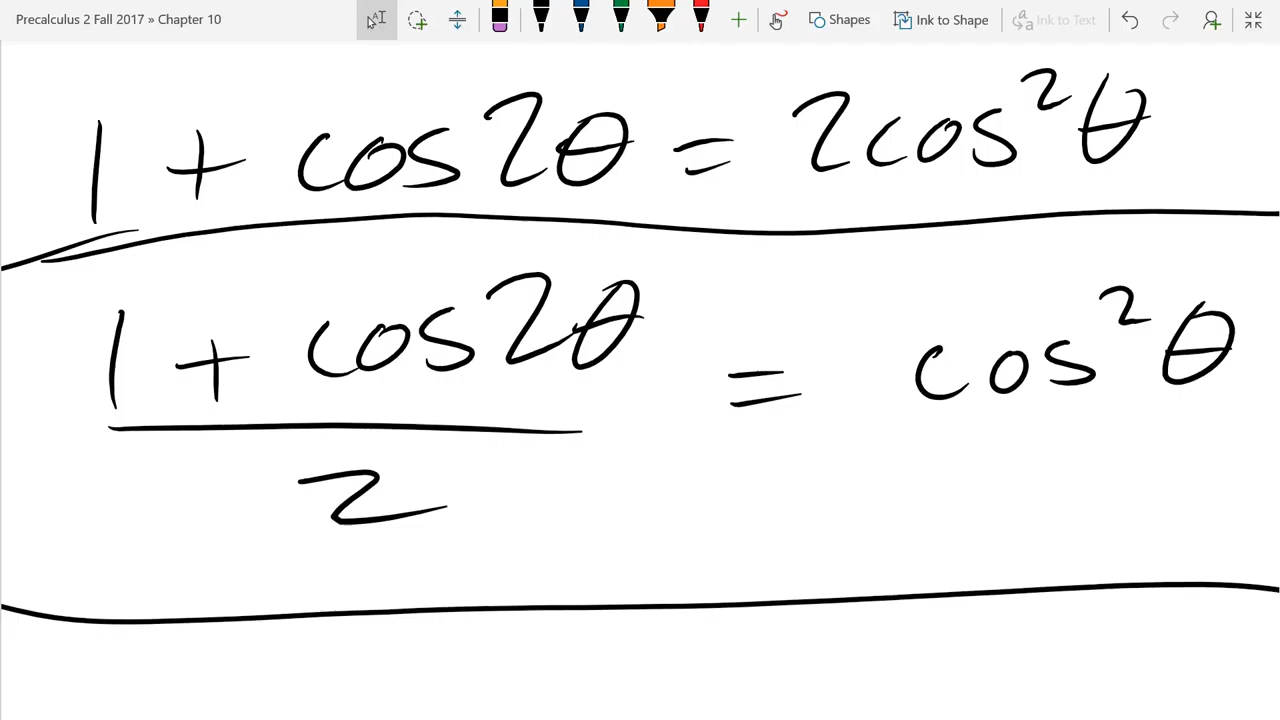 Precalculus 2 Fall 2017 » Chapter 10
Shapes
Ink to Shape
Ink to Text
1 + cos2θ = 2cos²θ
1 + cos2θ = cos²θ
2